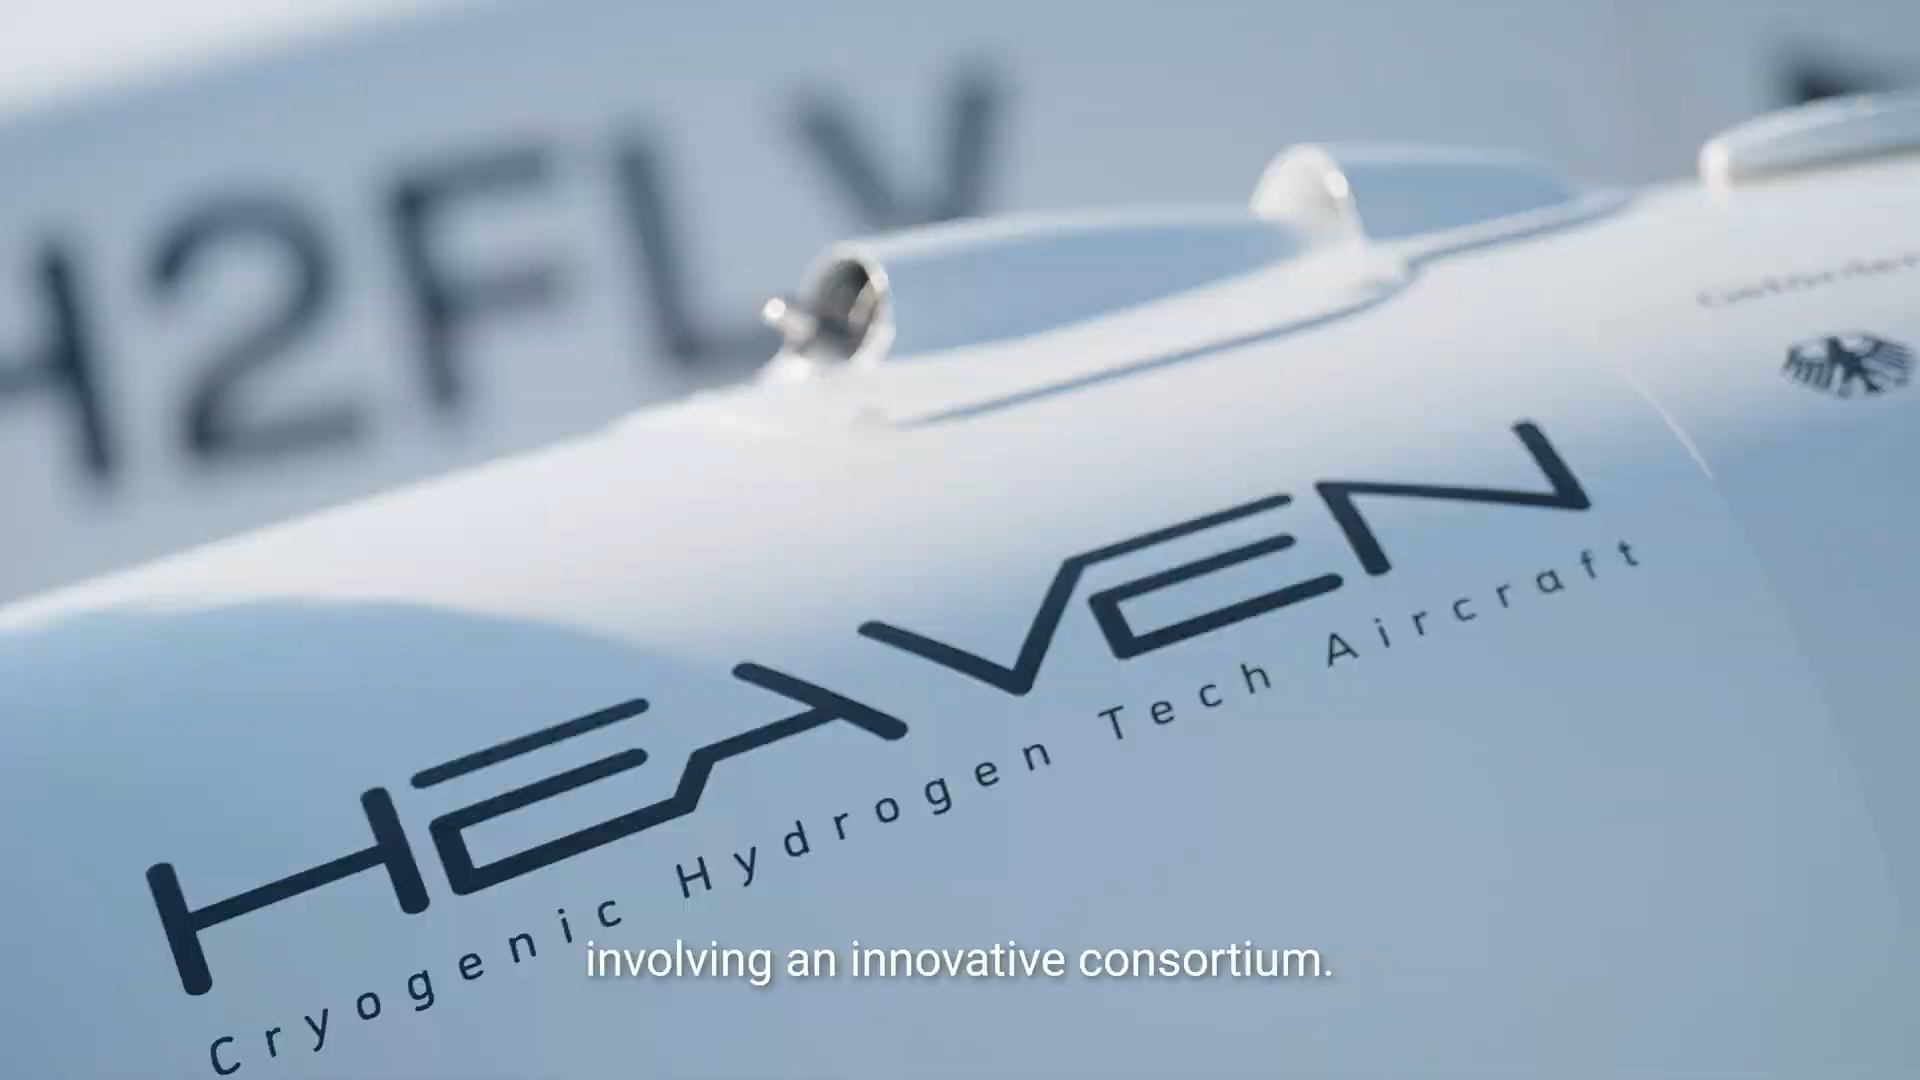 H2FLY
HEAVEN
Cryogenic Hydrogen Tech Aircraft
involving an innovative consortium.